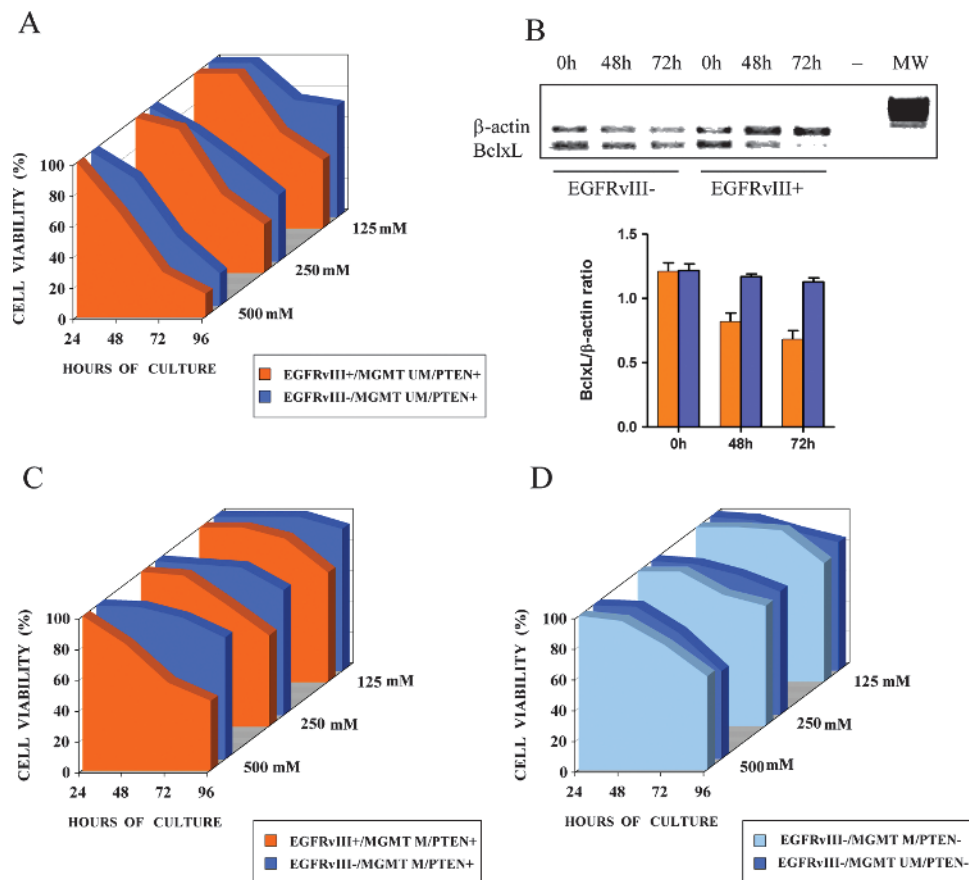 A
CELL VIABILITY (%)
100
80
60
40
20
0
24 48 72 96
HOURS OF CULTURE
500 mM
250 mM
125 mM
EGFRvIII+/MGMT UM/PTEN+
EGFRvIII-/MGMT UM/PTEN+
B
0h 48h 72h 0h 48h 72h – MW
β-actin
BclxL
EGFRvIII- EGFRvIII+
BclxL/β-actin ratio
1.5
1.0
0.5
0.0
0h 48h 72h
C
CELL VIABILITY (%)
100
80
60
40
20
0
24 48 72 96
HOURS OF CULTURE
500 mM
250 mM
125 mM
EGFRvIII+/MGMT M/PTEN+
EGFRvIII-/MGMT M/PTEN+
D
CELL VIABILITY (%)
100
80
60
40
20
0
24 48 72 96
HOURS OF CULTURE
500 mM
250 mM
125 mM
EGFRvIII-/MGMT M/PTEN-
EGFRvIII-/MGMT UM/PTEN-